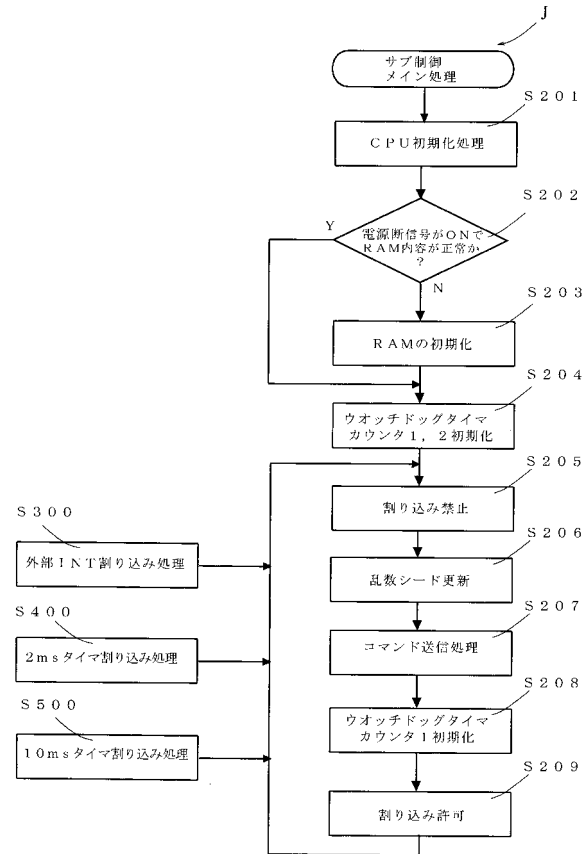 J
サブ制御
メイン処理
S201
CPU初期化処理
S202
Y
電源断信号がONで
RAM内容が正常か
?
N
S203
RAMの初期化
S204
ウオッチドッグタイマ
カウンタ1,2初期化
S205
割り込み禁止
S300
外部INT割り込み処理
S206
乱数シード更新
S400
2msタイマ割り込み処理
S207
コマンド送信処理
S500
10msタイマ割り込み処理
S208
ウオッチドッグタイマ
カウンタ1初期化
S209
割り込み許可